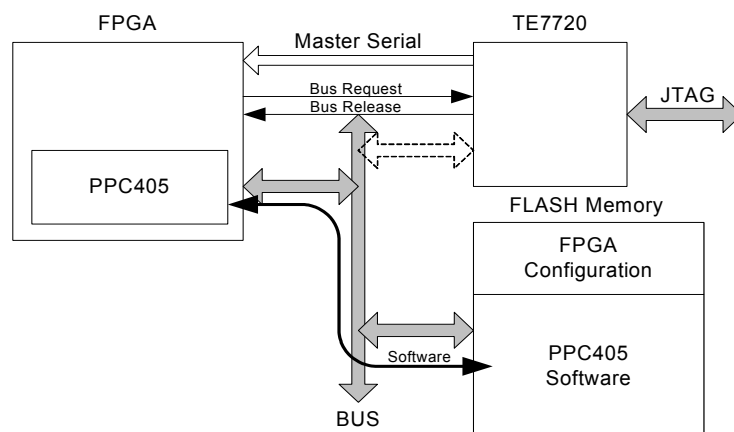 FPGA
TE7720
Master Serial
Bus Request
Bus Release
JTAG
PPC405
FLASH Memory
FPGA
Configuration
Software
PPC405
Software
BUS